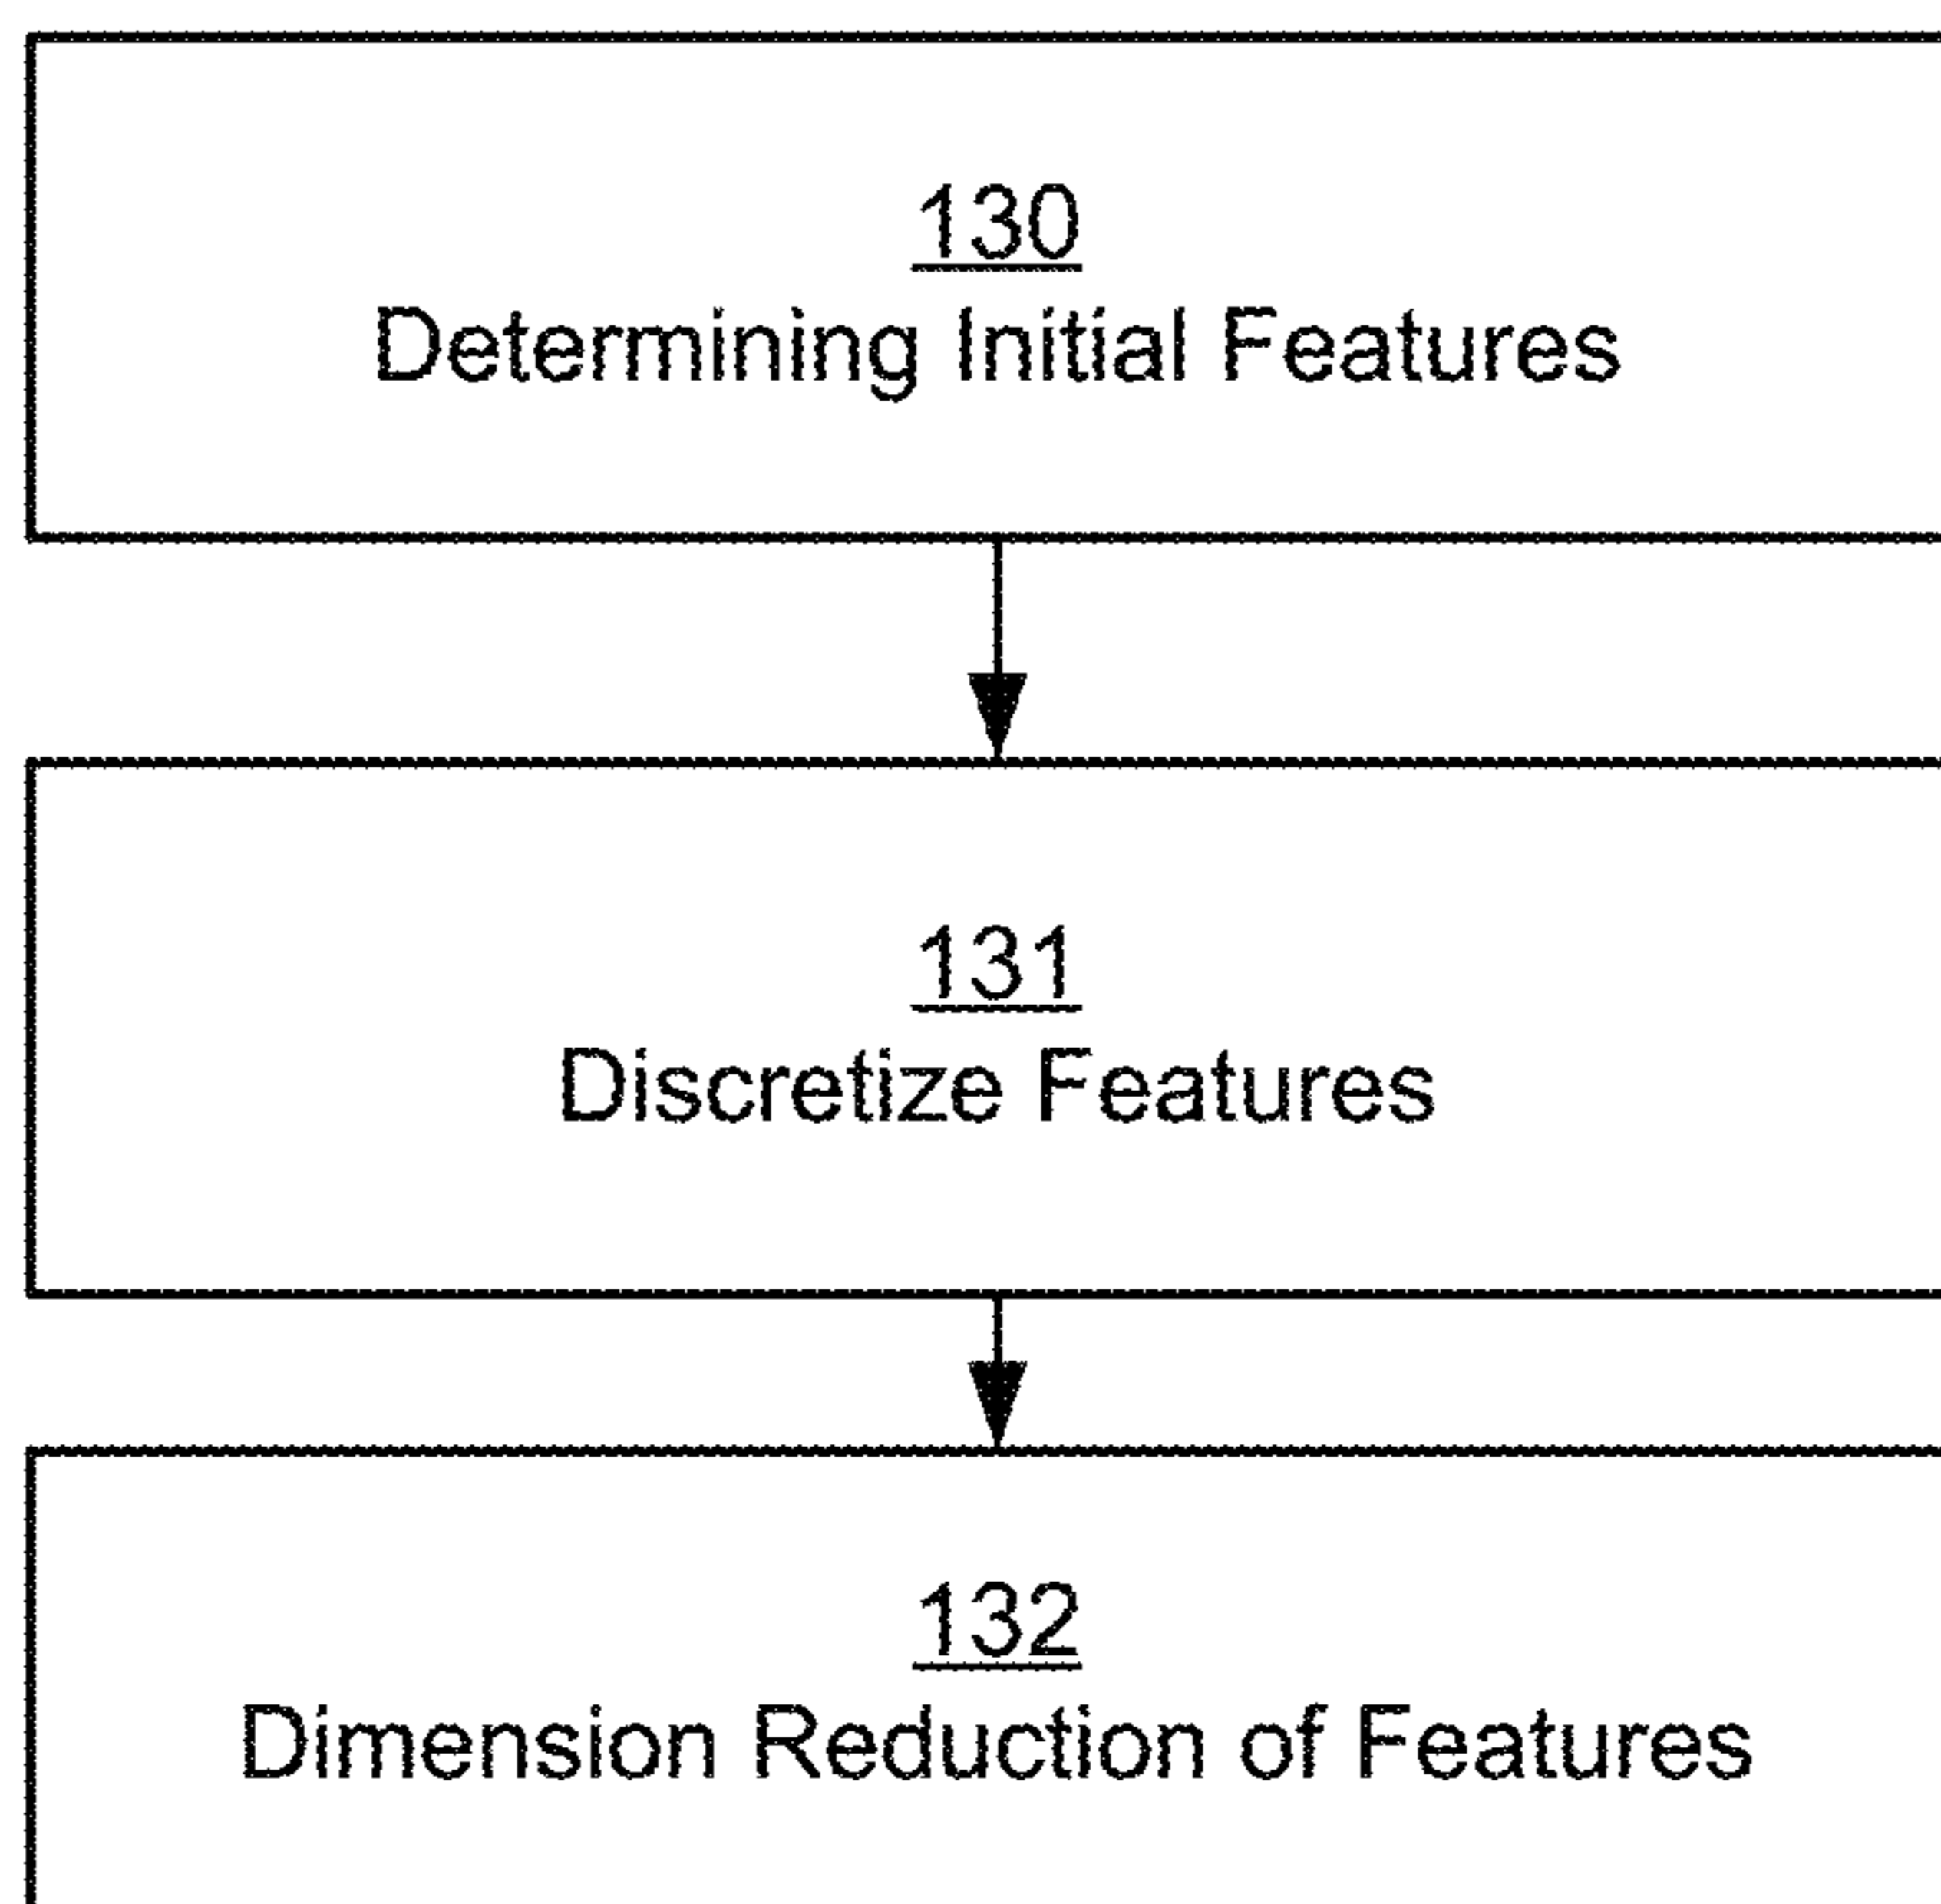 130
Determining Initial Features
131
Discretize Features
132
Dimension Reduction of Features